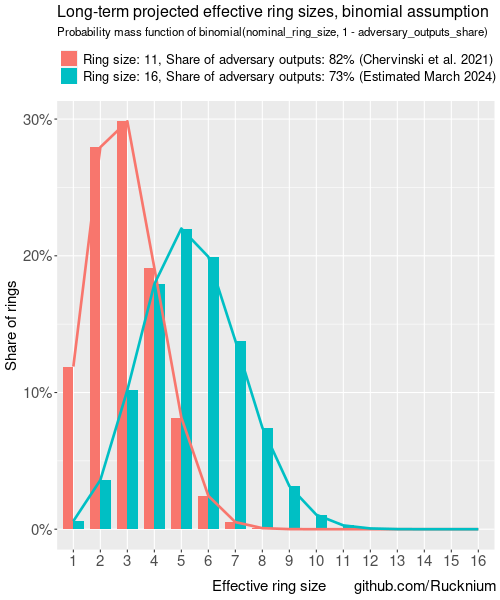 Long-term projected effective ring sizes, binomial assumption
Probability mass function of binomial(nominal_ring_size, 1 - adversary_outputs_share)
Ring size: 11, Share of adversary outputs: 82% (Chervinski et al. 2021)
Ring size: 16, Share of adversary outputs: 73% (Estimated March 2024)
30%
20%
10%
0%
Share of rings
1 2 3 4 5 6 7 8 9 10 11 12 13 14 15 16
Effective ring size
github.com/Rucknium